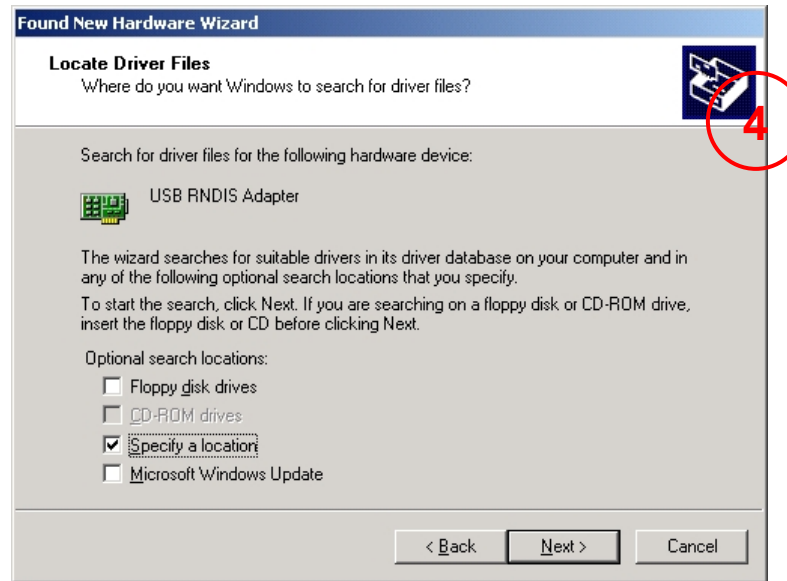 Found New Hardware Wizard
Locate Driver Files
Where do you want Windows to search for driver files?
4
Search for driver files for the following hardware device:
USB RNDIS Adapter
The wizard searches for suitable drivers in its driver database on your computer and in
any of the following optional search locations that you specify.
To start the search, click Next. If you are searching on a floppy disk or CD-ROM drive,
insert the floppy disk or CD before clicking Next.
Optional search locations:
Floppy disk drives
CD-ROM drives
Specify a location
Microsoft Windows Update
< Back Next > Cancel